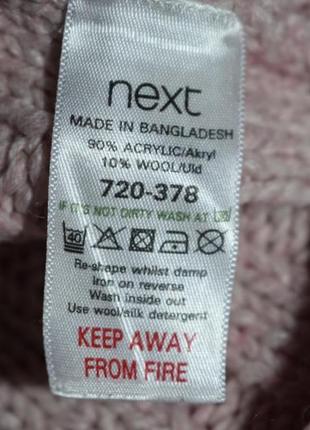 next
MADE IN BANGLADESH
90% ACRYLIC/Akryl
10% WOOL/Uld
720-378
IF IT'S NOT DIRTY WASH AT 30
40
Re-shape whilst damp
Iron on reverse
Wash inside out
Use wool/silk detergent
KEEP AWAY
FROM FIRE